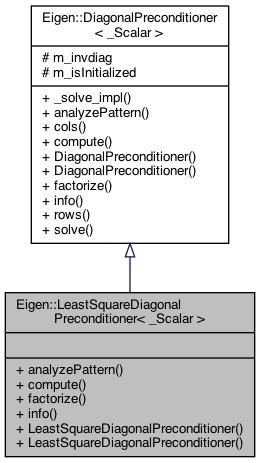 Eigen::DiagonalPreconditioner
< _Scalar >
# m_invdiag
# m_isInitialized
+ _solve_impl()
+ analyzePattern()
+ cols()
+ compute()
+ DiagonalPreconditioner()
+ DiagonalPreconditioner()
+ factorize()
+ info()
+ rows()
+ solve()
Eigen::LeastSquareDiagonal
Preconditioner< _Scalar >
+ analyzePattern()
+ compute()
+ factorize()
+ info()
+ LeastSquareDiagonalPreconditioner()
+ LeastSquareDiagonalPreconditioner()